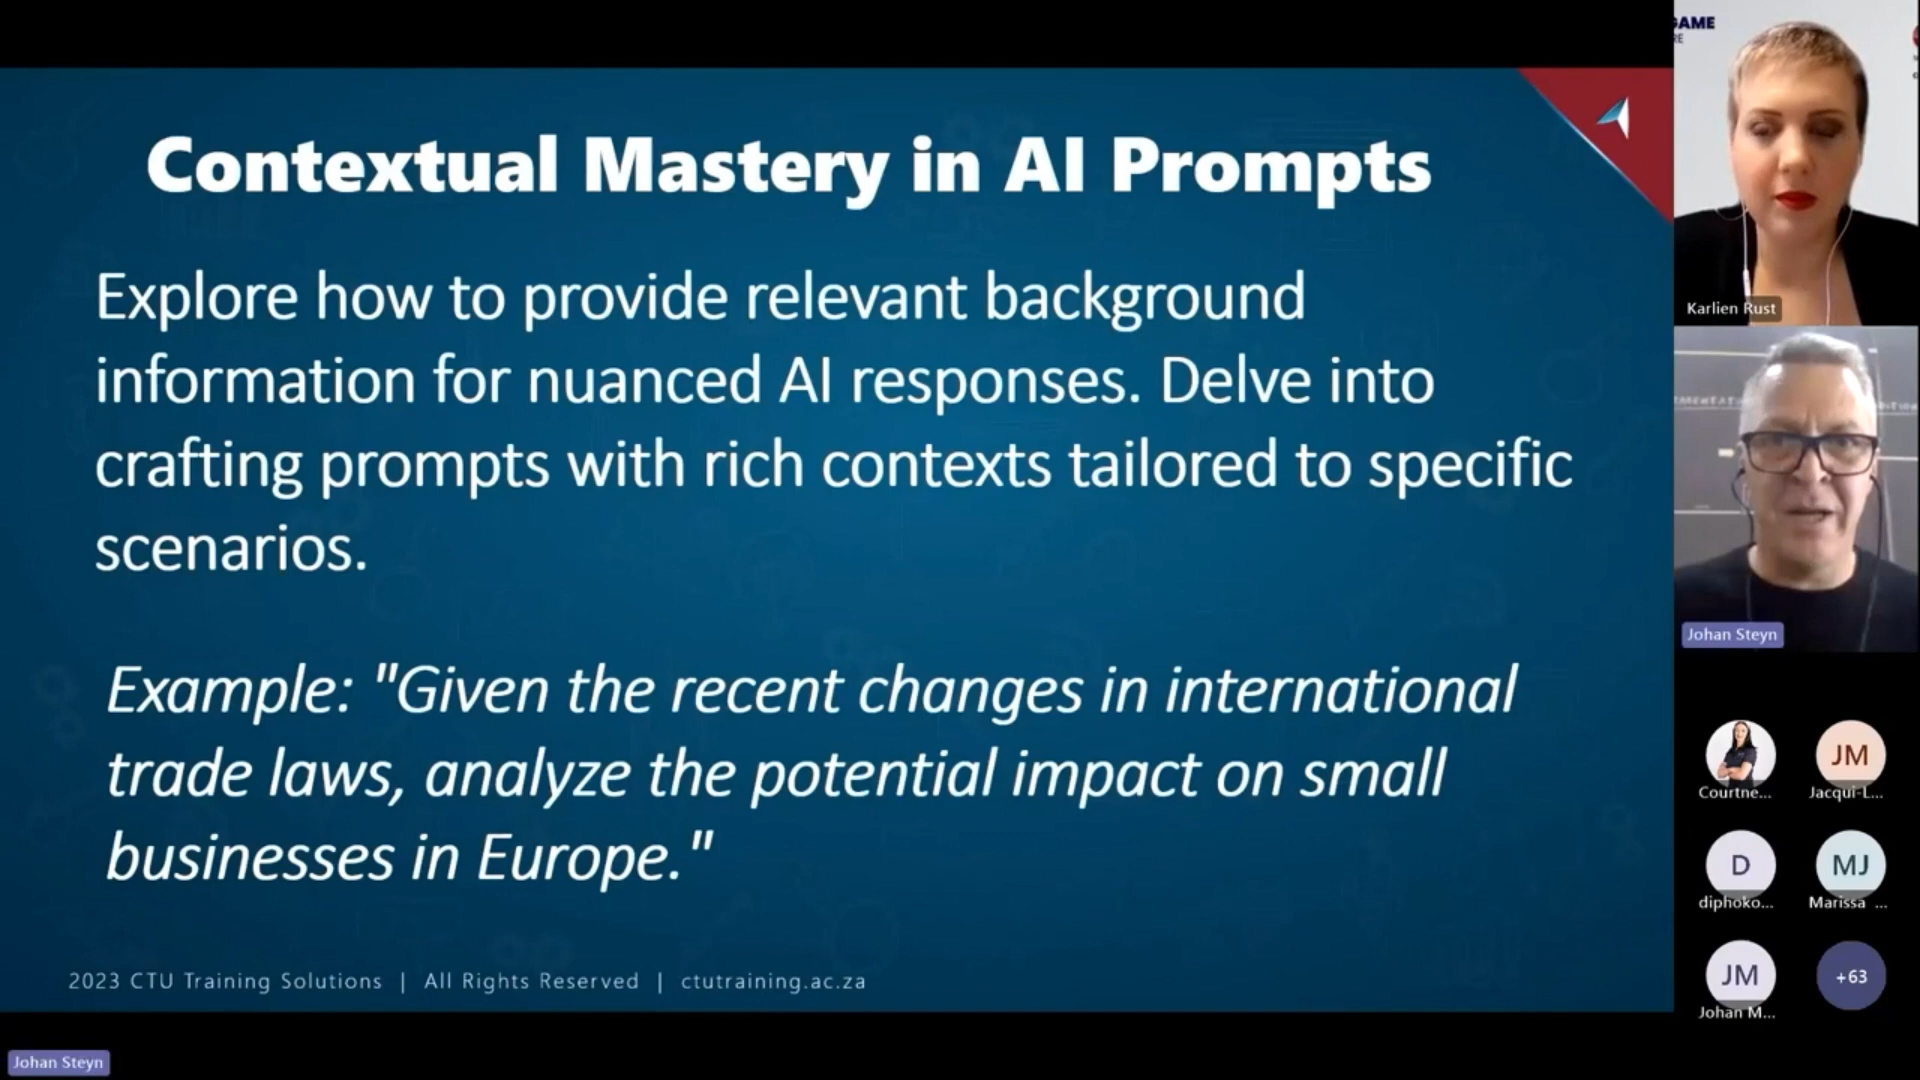 Contextual Mastery in AI Prompts
Explore how to provide relevant background
information for nuanced AI responses. Delve into
crafting prompts with rich contexts tailored to specific
scenarios.
Example: "Given the recent changes in international
trade laws, analyze the potential impact on small
businesses in Europe."
2023 CTU Training Solutions | All Rights Reserved | ctutraining.ac.za
Johan Steyn
Karlien Rust
Johan Steyn
JM
Courtne...
Jacqui-L...
D
MJ
diphoko...
Marissa ...
JM
+63
Johan M...